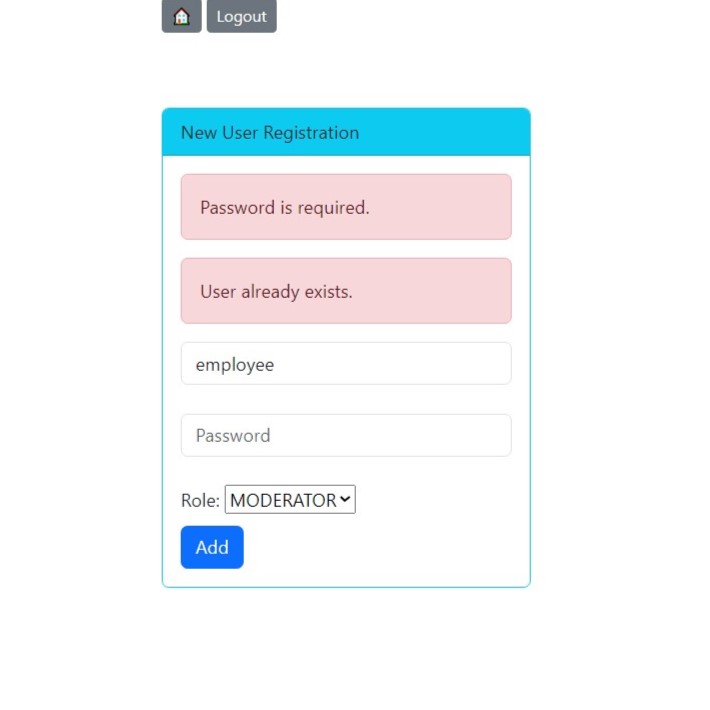 Logout
New User Registration
Password is required.
User already exists.
employee
Password
Role: MODERATOR
Add